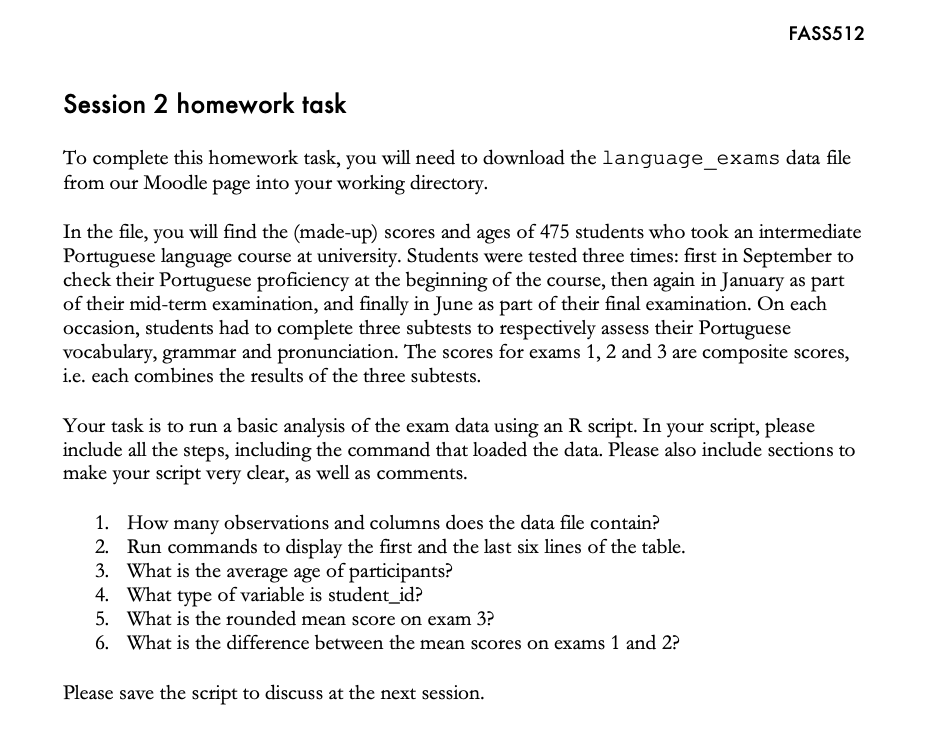 FASS512
Session 2 homework task
To complete this homework task, you will need to download the language_exams data file
from our Moodle page into your working directory.
In the file, you will find the (made-up) scores and ages of 475 students who took an intermediate
Portuguese language course at university. Students were tested three times: first in September to
check their Portuguese proficiency at the beginning of the course, then again in January as part
of their mid-term examination, and finally in June as part of their final examination. On each
occasion, students had to complete three subtests to respectively assess their Portuguese
vocabulary, grammar and pronunciation. The scores for exams 1, 2 and 3 are composite scores,
i.e. each combines the results of the three subtests.
Your task is to run a basic analysis of the exam data using an R script. In your script, please
include all the steps, including the command that loaded the data. Please also include sections to
make your script very clear, as well as comments.
1. How many observations and columns does the data file contain?
2. Run commands to display the first and the last six lines of the table.
3. What is the average age of participants?
4. What type of variable is student_id?
5. What is the rounded mean score on exam 3?
6. What is the difference between the mean scores on exams 1 and 2?
Please save the script to discuss at the next session.